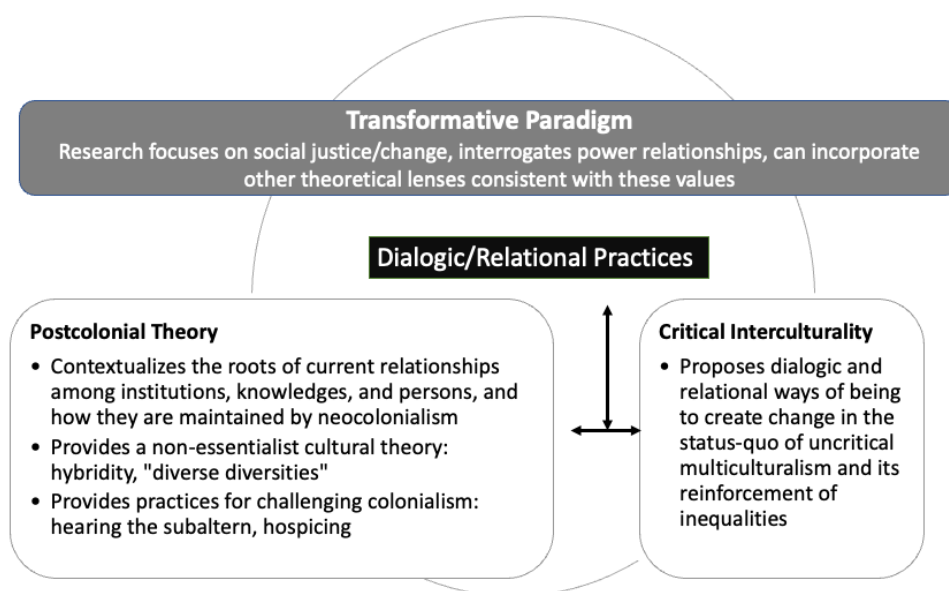 Transformative Paradigm
Research focuses on social justice/change, interrogates power relationships, can incorporate
other theoretical lenses consistent with these values
Dialogic/Relational Practices
Postcolonial Theory
• Contextualizes the roots of current relationships
among institutions, knowledges, and persons, and
how they are maintained by neocolonialism
• Provides a non-essentialist cultural theory:
hybridity, "diverse diversities"
• Provides practices for challenging colonialism:
hearing the subaltern, hospicing
Critical Interculturality
• Proposes dialogic and
relational ways of being
to create change in the
status-quo of uncritical
multiculturalism and its
reinforcement of
inequalities